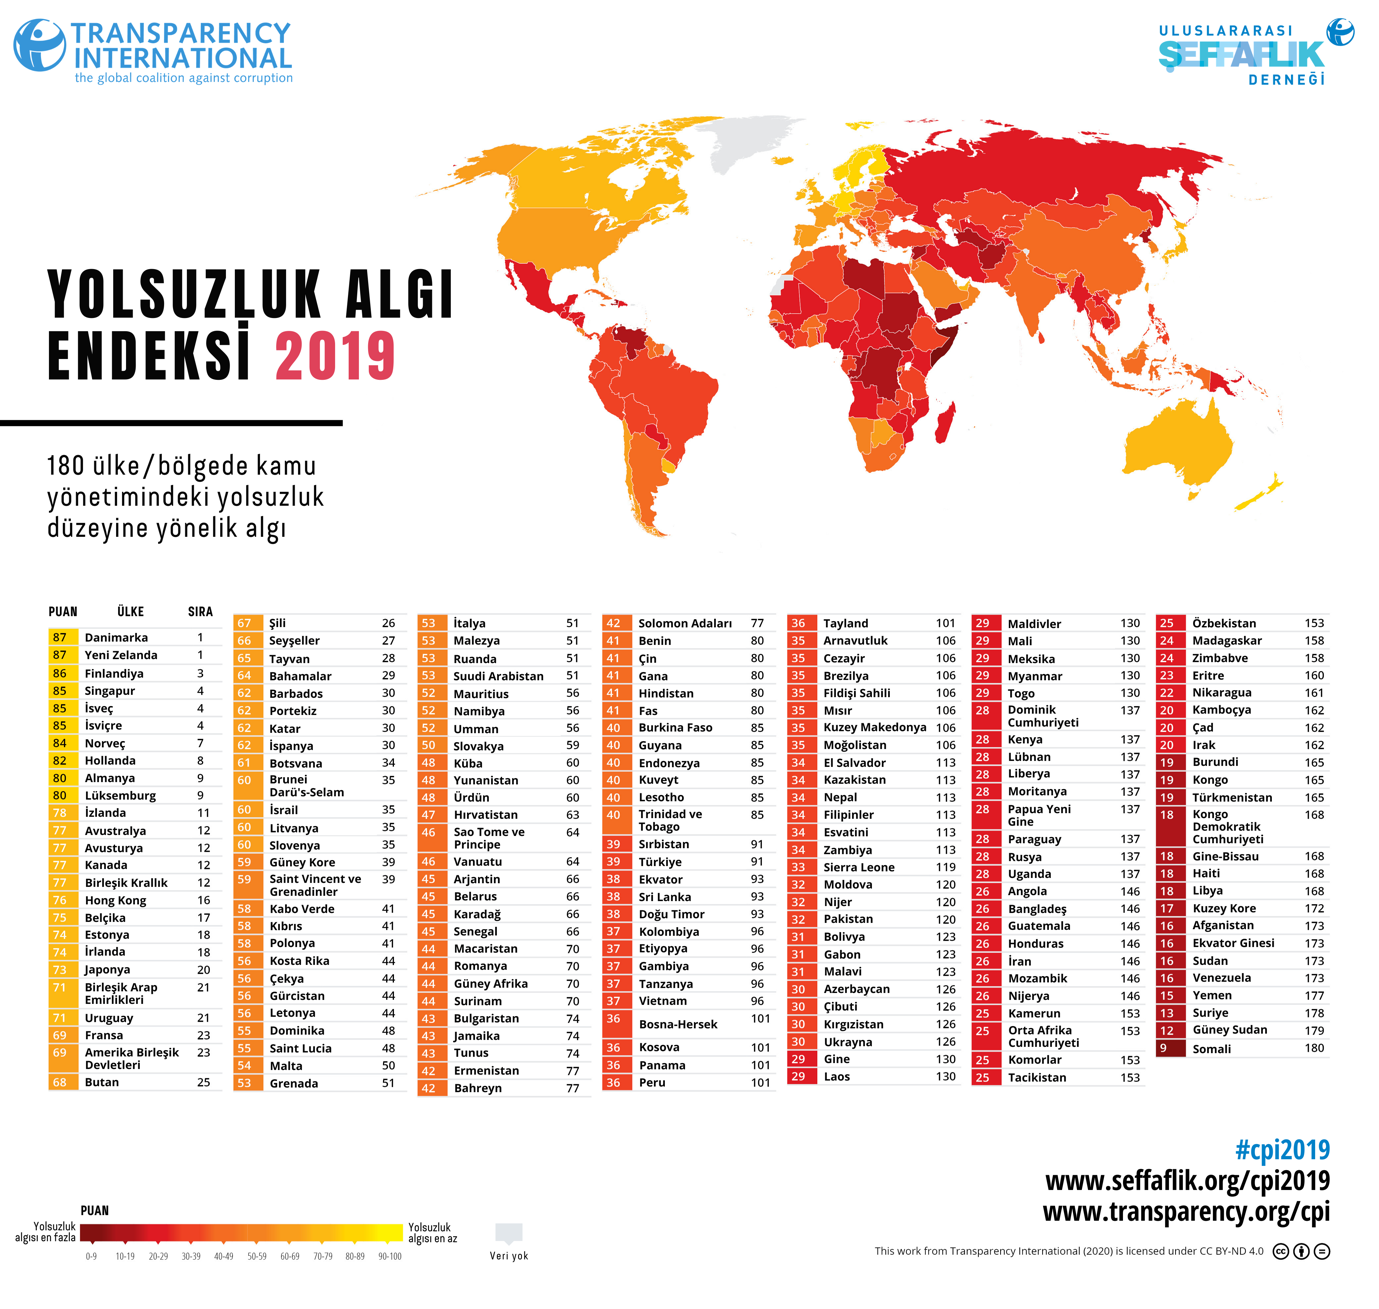 TRANSPARENCY
INTERNATIONAL
the global coalition against corruption
ULUSLARARASI
ŞEFFAFLIK
DERNEĞİ
YOLSUZLUK ALGI
ENDEKSİ 2019
180 ülke/bölgede kamu
yönetimindeki yolsuzluk
düzeyine yönelik algı
PUAN ÜLKE SIRA
87 Danimarka 1
87 Yeni Zelanda 1
86 Finlandiya 3
85 Singapur 4
85 İsveç 4
85 İsviçre 4
84 Norveç 7
82 Hollanda 8
80 Almanya 9
80 Lüksemburg 9
78 İzlanda 11
77 Avustralya 12
77 Avusturya 12
77 Kanada 12
77 Birleşik Krallık 12
76 Hong Kong 16
75 Belçika 17
74 Estonya 18
74 İrlanda 18
73 Japonya 20
71 Birleşik Arap 21
Emirlikleri
71 Uruguay 21
69 Fransa 23
69 Amerika Birleşik 23
Devletleri
68 Butan 25
67 Şili 26
66 Seyşeller 27
65 Tayvan 28
64 Bahamalar 29
62 Barbados 30
62 Portekiz 30
62 Katar 30
62 İspanya 30
61 Botsvana 34
60 Brunei 35
Darü's-Selam
60 İsrail 35
60 Litvanya 35
60 Slovenya 35
59 Güney Kore 39
59 Saint Vincent ve 39
Grenadinler
58 Kabo Verde 41
58 Kıbrıs 41
58 Polonya 41
56 Kosta Rika 44
56 Çekya 44
56 Gürcistan 44
56 Letonya 44
55 Dominika 48
55 Saint Lucia 48
54 Malta 50
53 Grenada 51
53 İtalya 51
53 Malezya 51
53 Ruanda 51
53 Suudi Arabistan 51
52 Mauritius 56
52 Namibya 56
52 Umman 56
50 Slovakya 59
48 Küba 60
48 Yunanistan 60
48 Ürdün 60
47 Hırvatistan 63
46 Sao Tome ve 64
Principe
46 Vanuatu 64
45 Arjantin 66
45 Belarus 66
45 Karadağ 66
45 Senegal 66
44 Macaristan 70
44 Romanya 70
44 Güney Afrika 70
44 Surinam 70
43 Bulgaristan 74
43 Jamaika 74
43 Tunus 74
42 Ermenistan 77
42 Bahreyn 77
42 Solomon Adaları 77
41 Benin 80
41 Çin 80
41 Gana 80
41 Hindistan 80
41 Fas 80
40 Burkina Faso 85
40 Guyana 85
40 Endonezya 85
40 Kuveyt 85
40 Lesotho 85
40 Trinidad ve 85
Tobago
39 Sırbistan 91
39 Türkiye 91
38 Ekvator 93
38 Sri Lanka 93
38 Doğu Timor 93
37 Kolombiya 96
37 Etiyopya 96
37 Gambiya 96
37 Tanzanya 96
37 Vietnam 96
36 Bosna-Hersek 101
36 Kosova 101
36 Panama 101
36 Peru 101
36 Tayland 101
35 Arnavutluk 106
35 Cezayir 106
35 Brezilya 106
35 Fildişi Sahili 106
35 Mısır 106
35 Kuzey Makedonya 106
35 Moğolistan 106
34 El Salvador 113
34 Kazakistan 113
34 Nepal 113
34 Filipinler 113
34 Esvatini 113
34 Zambiya 113
33 Sierra Leone 119
32 Moldova 120
32 Nijer 120
32 Pakistan 120
31 Bolivya 123
31 Gabon 123
31 Malavi 123
30 Azerbaycan 126
30 Çibuti 126
30 Kırgızistan 126
30 Ukrayna 126
29 Gine 130
29 Laos 130
29 Maldivler 130
29 Mali 130
29 Meksika 130
29 Myanmar 130
29 Togo 130
28 Dominik 137
Cumhuriyeti
28 Kenya 137
28 Lübnan 137
28 Liberya 137
28 Moritanya 137
28 Papua Yeni 137
Gine
28 Paraguay 137
28 Rusya 137
28 Uganda 137
26 Angola 146
26 Bangladeş 146
26 Guatemala 146
26 Honduras 146
26 İran 146
26 Mozambik 146
26 Nijerya 146
25 Kamerun 153
25 Orta Afrika 153
Cumhuriyeti
25 Komorlar 153
25 Tacikistan 153
25 Özbekistan 153
24 Madagaskar 158
24 Zimbabve 158
23 Eritre 160
22 Nikaragua 161
20 Kamboçya 162
20 Çad 162
20 Irak 162
19 Burundi 165
19 Kongo 165
19 Türkmenistan 165
18 Kongo 168
Demokratik
Cumhuriyeti
18 Gine-Bissau 168
18 Haiti 168
18 Libya 168
17 Kuzey Kore 172
16 Afganistan 173
16 Ekvator Ginesi 173
16 Sudan 173
16 Venezuela 173
15 Yemen 177
13 Suriye 178
12 Güney Sudan 179
9 Somali 180
#cpi2019
www.seffaflik.org/cpi2019
www.transparency.org/cpi
This work from Transparency International (2020) is licensed under CC BY-ND 4.0
PUAN
Yolsuzluk
algısı en fazla
Yolsuzluk
algısı en az
0-9 10-19 20-29 30-39 40-49 50-59 60-69 70-79 80-89 90-100
Veri yok